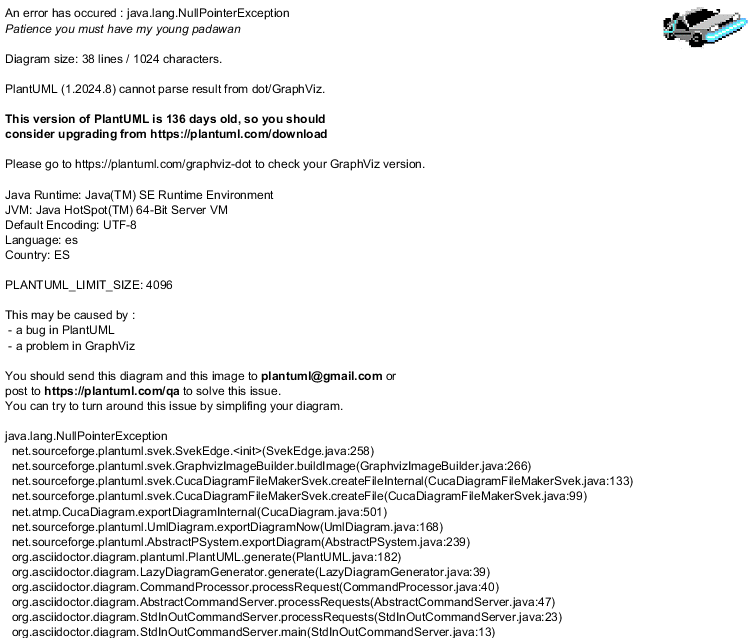 An error has occured : java.lang.NullPointerException
Patience you must have my young padawan
Diagram size: 38 lines / 1024 characters.
PlantUML (1.2024.8) cannot parse result from dot/GraphViz.
This version of PlantUML is 136 days old, so you should
consider upgrading from https://plantuml.com/download
Please go to https://plantuml.com/graphviz-dot to check your GraphViz version.
Java Runtime: Java(TM) SE Runtime Environment
JVM: Java HotSpot(TM) 64-Bit Server VM
Default Encoding: UTF-8
Language: es
Country: ES
PLANTUML_LIMIT_SIZE: 4096
This may be caused by :
- a bug in PlantUML
- a problem in GraphViz
You should send this diagram and this image to plantuml@gmail.com or
post to https://plantuml.com/qa to solve this issue.
You can try to turn around this issue by simplifing your diagram.
java.lang.NullPointerException
net.sourceforge.plantuml.svek.SvekEdge.<init>(SvekEdge.java:258)
net.sourceforge.plantuml.svek.GraphvizImageBuilder.buildImage(GraphvizImageBuilder.java:266)
net.sourceforge.plantuml.svek.CucaDiagramFileMakerSvek.createFileInternal(CucaDiagramFileMakerSvek.java:133)
net.sourceforge.plantuml.svek.CucaDiagramFileMakerSvek.createFile(CucaDiagramFileMakerSvek.java:99)
net.atmp.CucaDiagram.exportDiagramInternal(CucaDiagram.java:501)
net.sourceforge.plantuml.UmlDiagram.exportDiagramNow(UmlDiagram.java:168)
net.sourceforge.plantuml.AbstractPSystem.exportDiagram(AbstractPSystem.java:239)
org.asciidoctor.diagram.plantuml.PlantUML.generate(PlantUML.java:182)
org.asciidoctor.diagram.LazyDiagramGenerator.generate(LazyDiagramGenerator.java:39)
org.asciidoctor.diagram.CommandProcessor.processRequest(CommandProcessor.java:40)
org.asciidoctor.diagram.AbstractCommandServer.processRequests(AbstractCommandServer.java:47)
org.asciidoctor.diagram.StdInOutCommandServer.processRequests(StdInOutCommandServer.java:23)
org.asciidoctor.diagram.StdInOutCommandServer.main(StdInOutCommandServer.java:13)